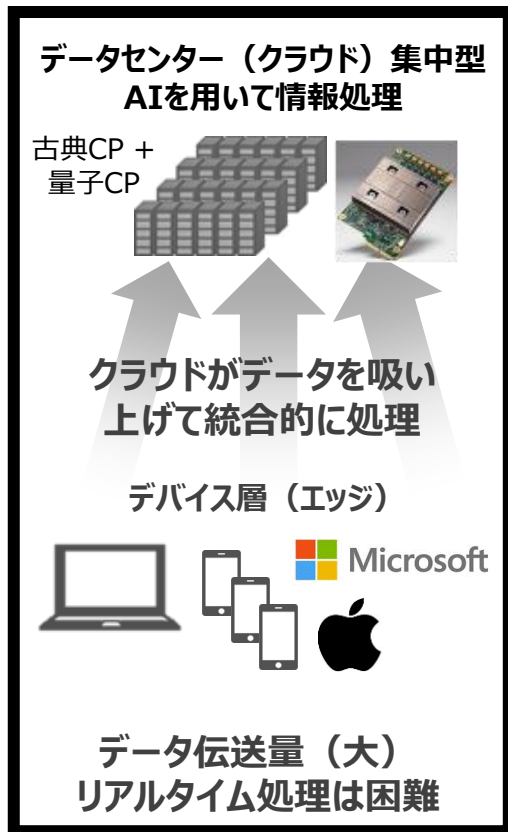 データセンター（クラウド）集中型
AIを用いて情報処理
古典CP +
量子CP
クラウドがデータを吸い
上げて統合的に処理
デバイス層（エッジ）
Microsoft
データ伝送量（大）
リアルタイム処理は困難